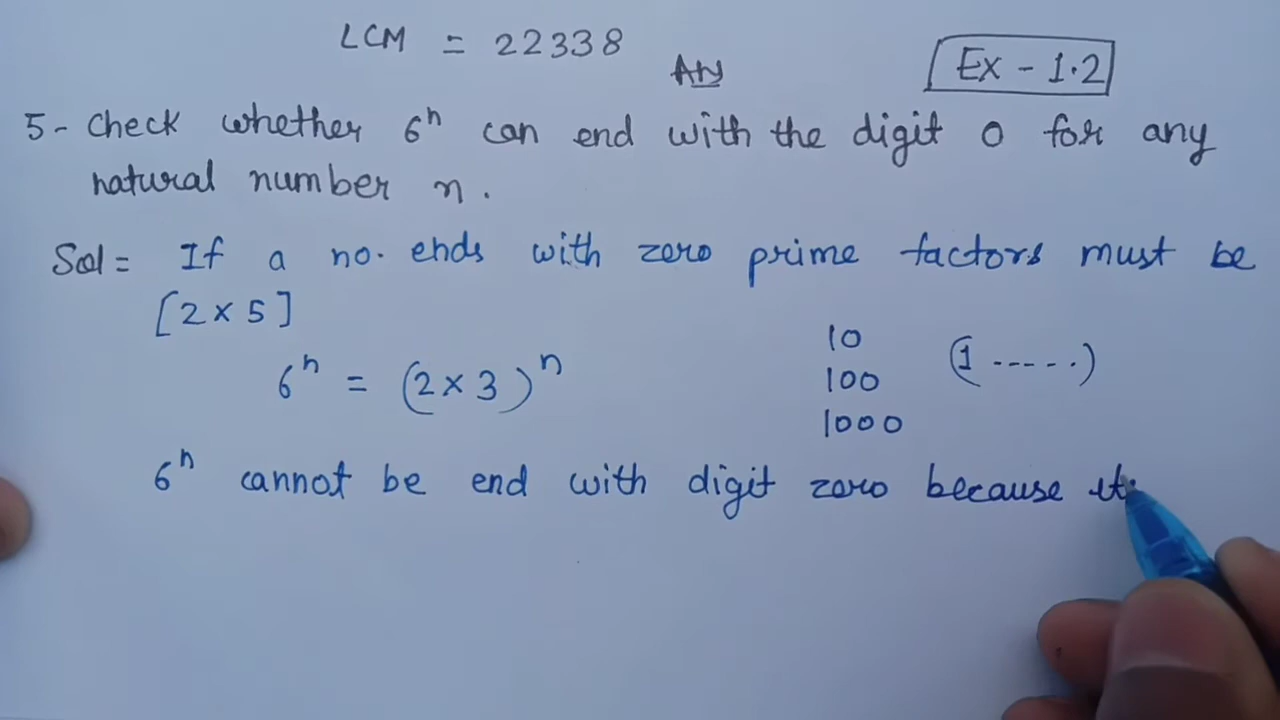 LCM = 22338
Ans
Ex - 1.2
5- Check whether 6ⁿ can end with the digit 0 for any
natural number n.
Sol = If a no. ends with zero prime factors must be
[2 × 5]
6ⁿ = (2 × 3)ⁿ
10
100
1000
(1 ------)
6ⁿ cannot be end with digit zero because it